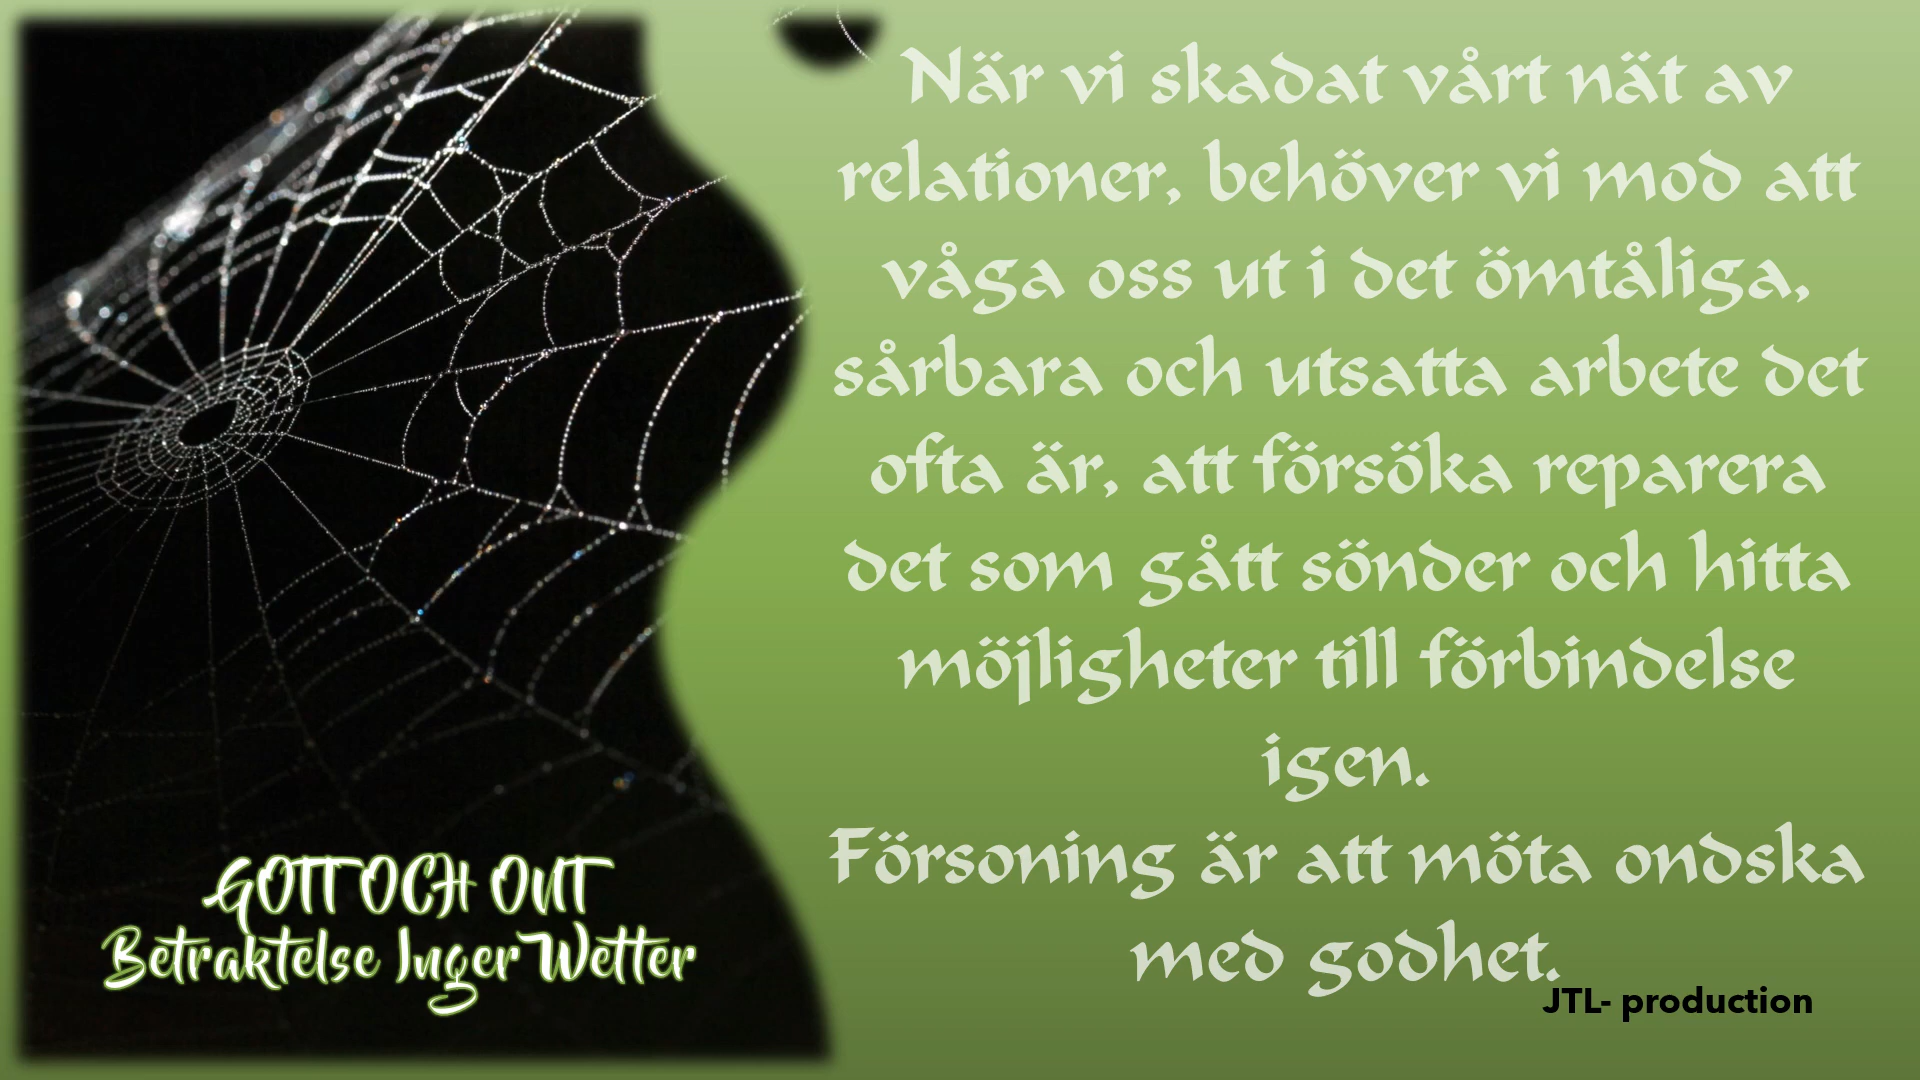 När vi skadat vårt nät av
relationer, behöver vi mod att
våga oss ut i det ömtåliga,
sårbara och utsatta arbete det
ofta är, att försöka reparera
det som gått sönder och hitta
möjligheter till förbindelse
igen.
Försoning är att möta ondska
med godhet.
GOTT OCH ONT
Betraktelse Inger Wetter
JTL- production